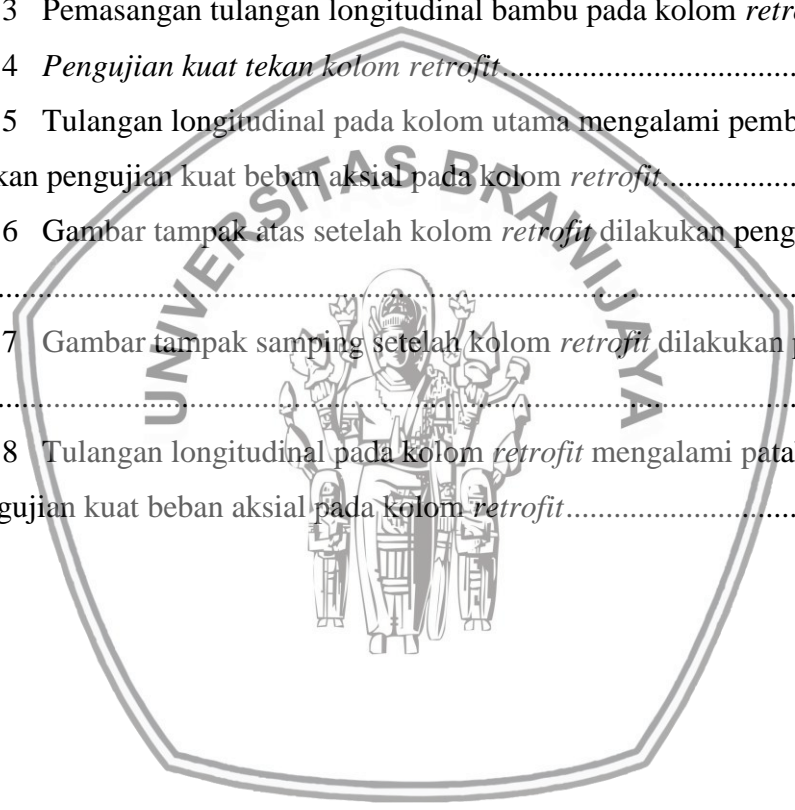 3 Pemasangan tulangan longitudinal bambu pada kolom retro
4 Pengujian kuat tekan kolom retrofit
5 Tulangan longitudinal pada kolom utama mengalami pemb
kan pengujian kuat beban aksial pada kolom retrofit
6 Gambar tampak atas setelah kolom retrofit dilakukan peng
7 Gambar tampak samping setelah kolom retrofit dilakukan p
8 Tulangan longitudinal pada kolom retrofit mengalami pata
gujian kuat beban aksial pada kolom retrofit
UNIVERSITAS BRAWIJAYA